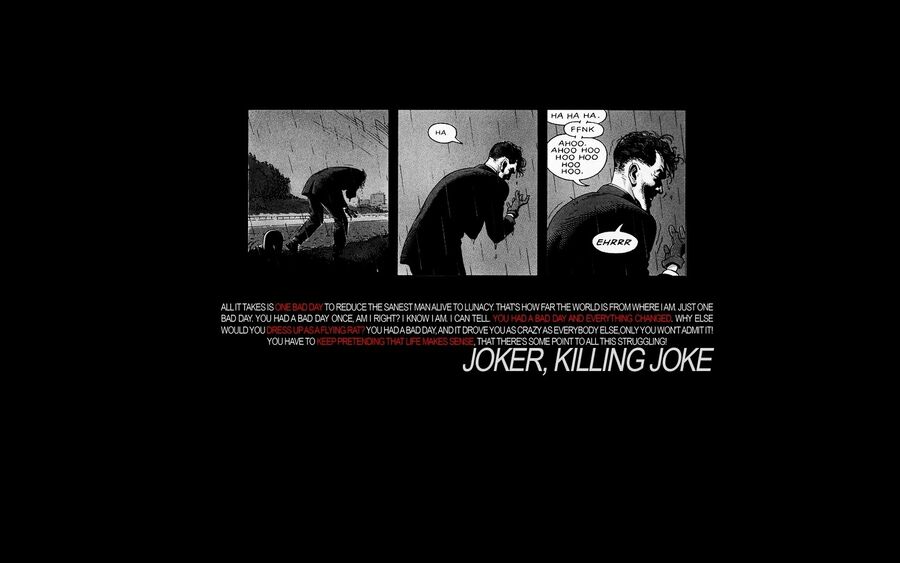 HA
HA HA HA.
FFNK
AHOO.
AHOO HOO
HOO HOO
HOO
HOO.
EHRRR
ALL IT TAKES IS ONE BAD DAY TO REDUCE THE SANEST MAN ALIVE TO LUNACY. THAT'S HOW FAR THE WORLD IS FROM WHERE I AM. JUST ONE
BAD DAY. YOU HAD A BAD DAY ONCE, AM I RIGHT? I KNOW I AM. I CAN TELL. YOU HAD A BAD DAY AND EVERYTHING CHANGED. WHY ELSE
WOULD YOU DRESS UP AS A FLYING RAT? YOU HAD A BAD DAY, AND IT DROVE YOU AS CRAZY AS EVERYBODY ELSE,ONLY YOU WON'T ADMIT IT!
YOU HAVE TO KEEP PRETENDING THAT LIFE MAKES SENSE, THAT THERE'S SOME POINT TO ALL THIS STRUGGLING!
JOKER, KILLING JOKE